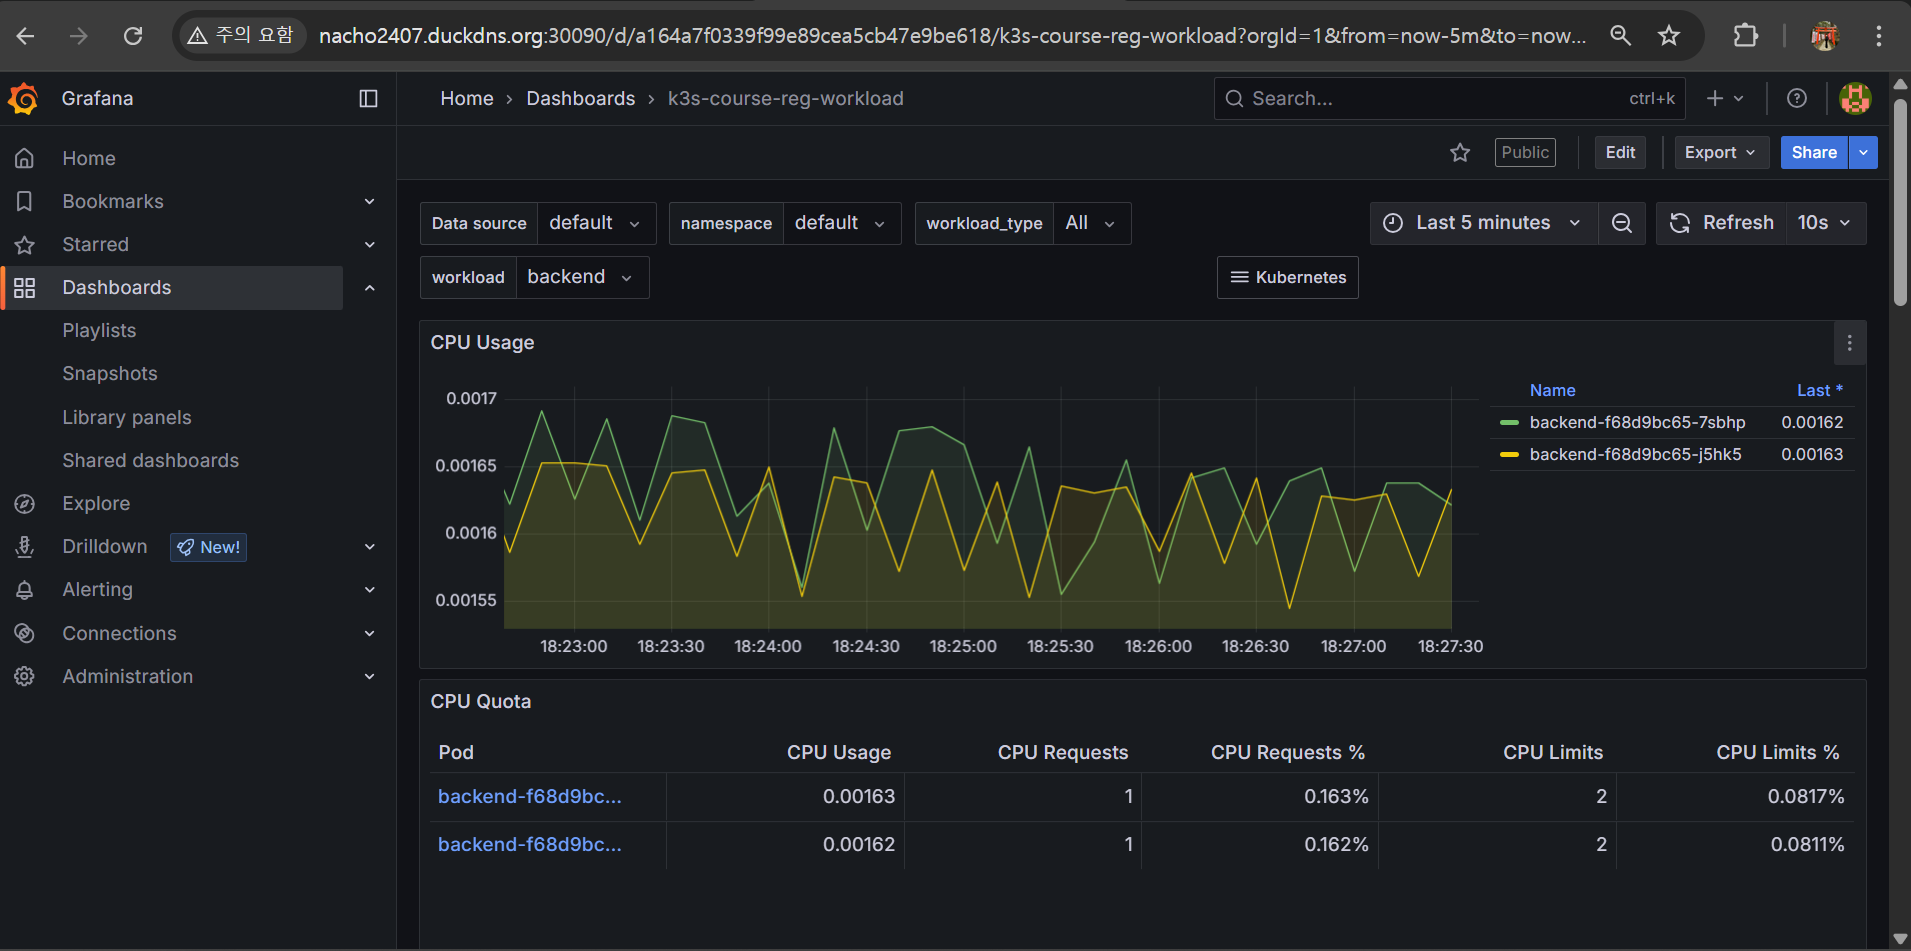 주의 요함 nacho2407.duckdns.org:30090/d/a164a7f0339f99e89cea5cb47e9be618/k3s-course-reg-workload?orgId=1&from=now-5m&to=now...
Grafana
Home › Dashboards › k3s-course-reg-workload
Search... ctrl+k
Public Edit Export Share
Home
Bookmarks
Starred
Dashboards
Playlists
Snapshots
Library panels
Shared dashboards
Explore
Drilldown New!
Alerting
Connections
Administration
Data source default namespace default workload_type All
Last 5 minutes Refresh 10s
workload backend
Kubernetes
CPU Usage
0.0017
0.00165
0.0016
0.00155
18:23:00 18:23:30 18:24:00 18:24:30 18:25:00 18:25:30 18:26:00 18:26:30 18:27:00 18:27:30
Name Last *
backend-f68d9bc65-7sbhp 0.00162
backend-f68d9bc65-j5hk5 0.00163
CPU Quota
Pod CPU Usage CPU Requests CPU Requests % CPU Limits CPU Limits %
backend-f68d9bc... 0.00163 1 0.163% 2 0.0817%
backend-f68d9bc... 0.00162 1 0.162% 2 0.0811%